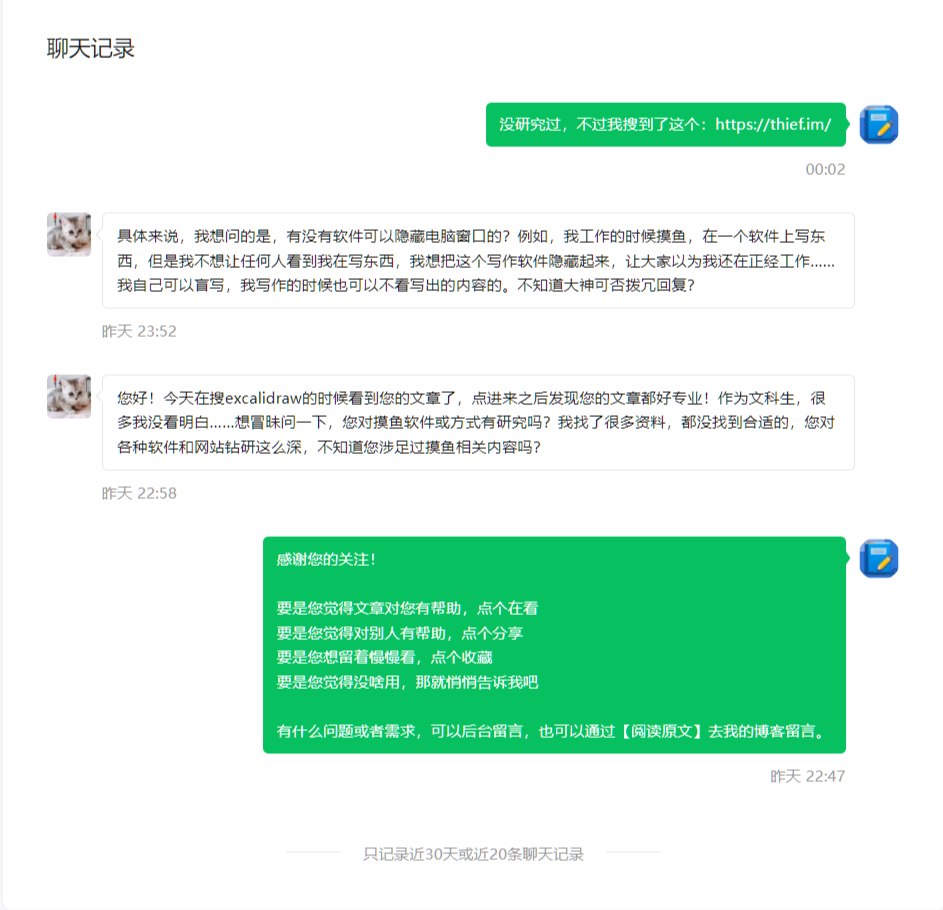 聊天记录
没研究过，不过我搜到了这个：https://thief.im/
00:02
具体来说，我想问的是，有没有软件可以隐藏电脑窗口的？例如，我工作的时候摸鱼，在一个软件上写东
西，但是我不想让任何人看到我在写东西，我想把这个写作软件隐藏起来，让大家以为我还在正经工作……
我自己可以盲写，我写作的时候也可以不看写出的内容的。不知道大神可否拨冗回复？
昨天 23:52
您好！今天在搜excalidraw的时候看到您的文章了，点进来之后发现您的文章都好专业！作为文科生，很
多我没看明白……想冒昧问一下，您对摸鱼软件或方式有研究吗？我找了很多资料，都没找到合适的，您对
各种软件和网站钻研这么深，不知道您涉足过摸鱼相关内容吗？
昨天 22:58
感谢您的关注！
要是您觉得文章对您有帮助，点个在看
要是您觉得对别人有帮助，点个分享
要是您想留着慢慢看，点个收藏
要是您觉得没啥用，那就悄悄告诉我吧
有什么问题或者需求，可以后台留言，也可以通过【阅读原文】去我的博客留言。
昨天 22:47
只记录近30天或近20条聊天记录